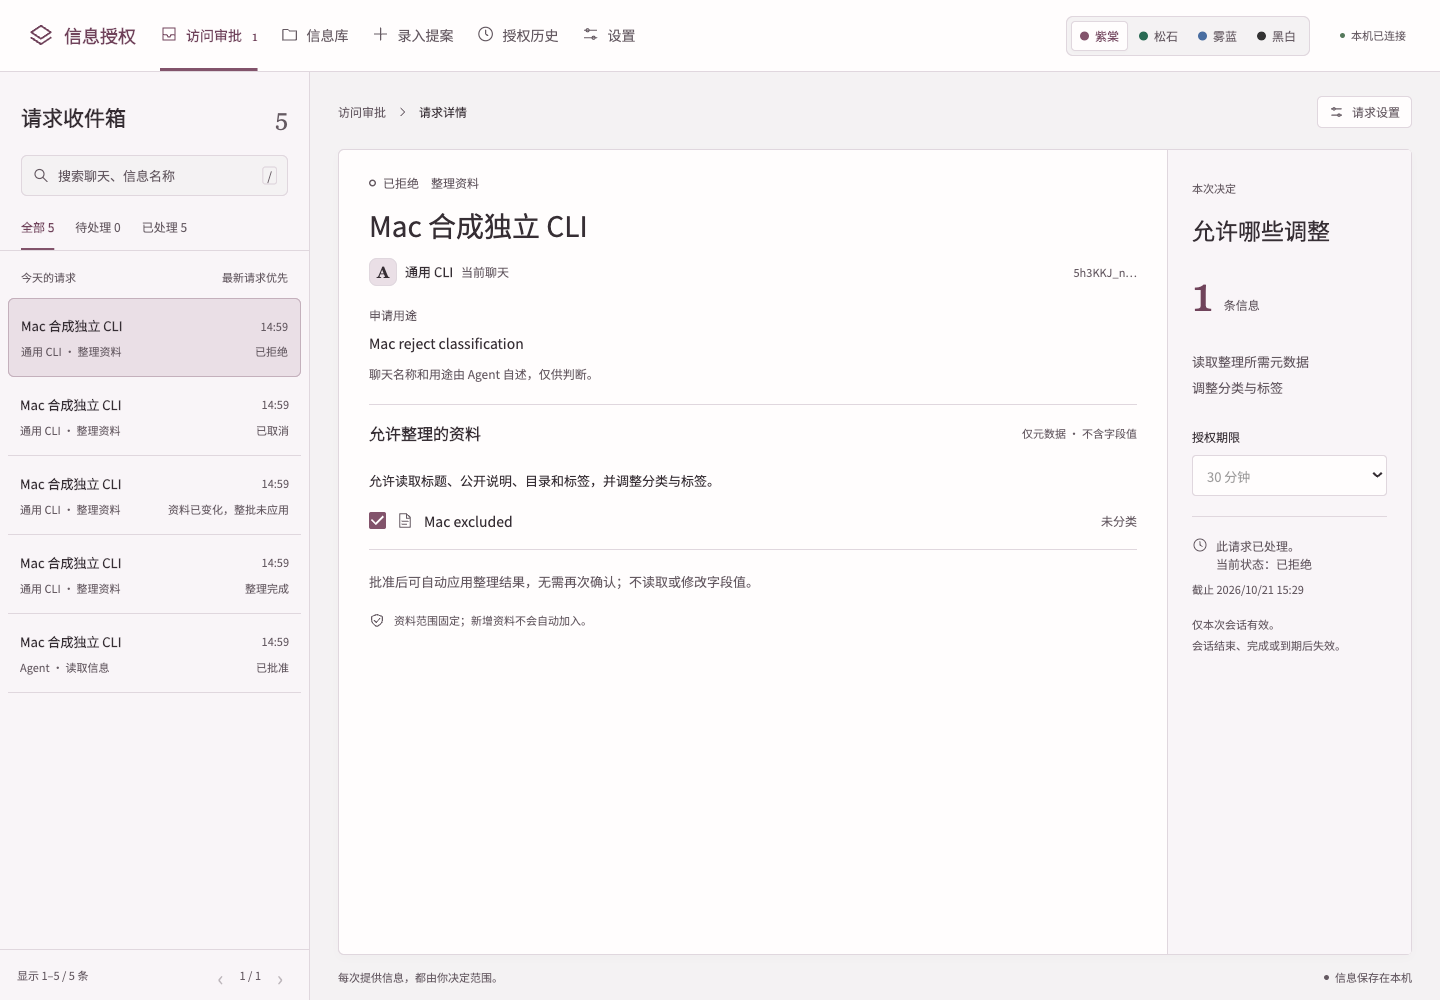 信息授权
访问审批 1
信息库
录入提案
授权历史
设置
紫棠
松石
雾蓝
黑白
本机已连接
请求收件箱 5
搜索聊天、信息名称 /
全部 5 待处理 0 已处理 5
今天的请求 最新请求优先
Mac 合成独立 CLI 14:59
通用 CLI · 整理资料 已拒绝
Mac 合成独立 CLI 14:59
通用 CLI · 整理资料 已取消
Mac 合成独立 CLI 14:59
通用 CLI · 整理资料 资料已变化，整批未应用
Mac 合成独立 CLI 14:59
通用 CLI · 整理资料 整理完成
Mac 合成独立 CLI 14:59
Agent · 读取信息 已批准
显示 1–5 / 5 条 ‹ 1 / 1 ›
访问审批 > 请求详情
请求设置
已拒绝 整理资料
Mac 合成独立 CLI
A 通用 CLI 当前聊天 5h3KKJ_n…
申请用途
Mac reject classification
聊天名称和用途由 Agent 自述，仅供判断。
允许整理的资料 仅元数据 · 不含字段值
允许读取标题、公开说明、目录和标签，并调整分类与标签。
Mac excluded 未分类
批准后可自动应用整理结果，无需再次确认；不读取或修改字段值。
资料范围固定；新增资料不会自动加入。
本次决定
允许哪些调整
1 条信息
读取整理所需元数据
调整分类与标签
授权期限
30 分钟
此请求已处理。
当前状态：已拒绝
截止 2026/10/21 15:29
仅本次会话有效。
会话结束、完成或到期后失效。
每次提供信息，都由你决定范围。
信息保存在本机